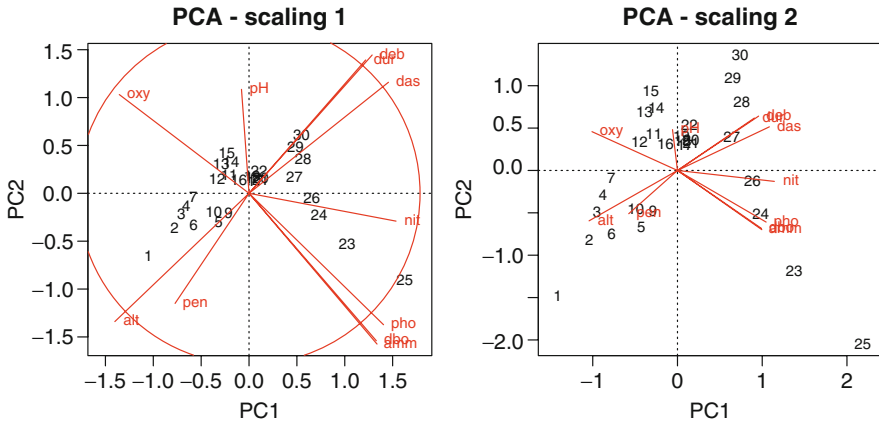 PCA - scaling 1
PCA - scaling 2
PC2
1.5
1.0
0.5
0.0
−0.5
−1.0
−1.5
−1.5 −1.0 −0.5 0.0 0.5 1.0 1.5
PC1
deb
dur
das
oxy
pH
nit
pho
dbo
amm
pen
alt
30
29
28
27
26
24
23
25
15
14
13
11
12
16
22
20
21
7
4
3
2
6
10
9
5
1
PC2
1.0
0.0
−1.0
−2.0
−1 0 1 2
PC1
30
29
28
deb
dur
das
27
oxy
pH
nit
26
24
pho
dbo
amm
23
25
15
14
13
11
12
16
22
20
21
7
4
3
2
6
10
9
5
1
alt
pen